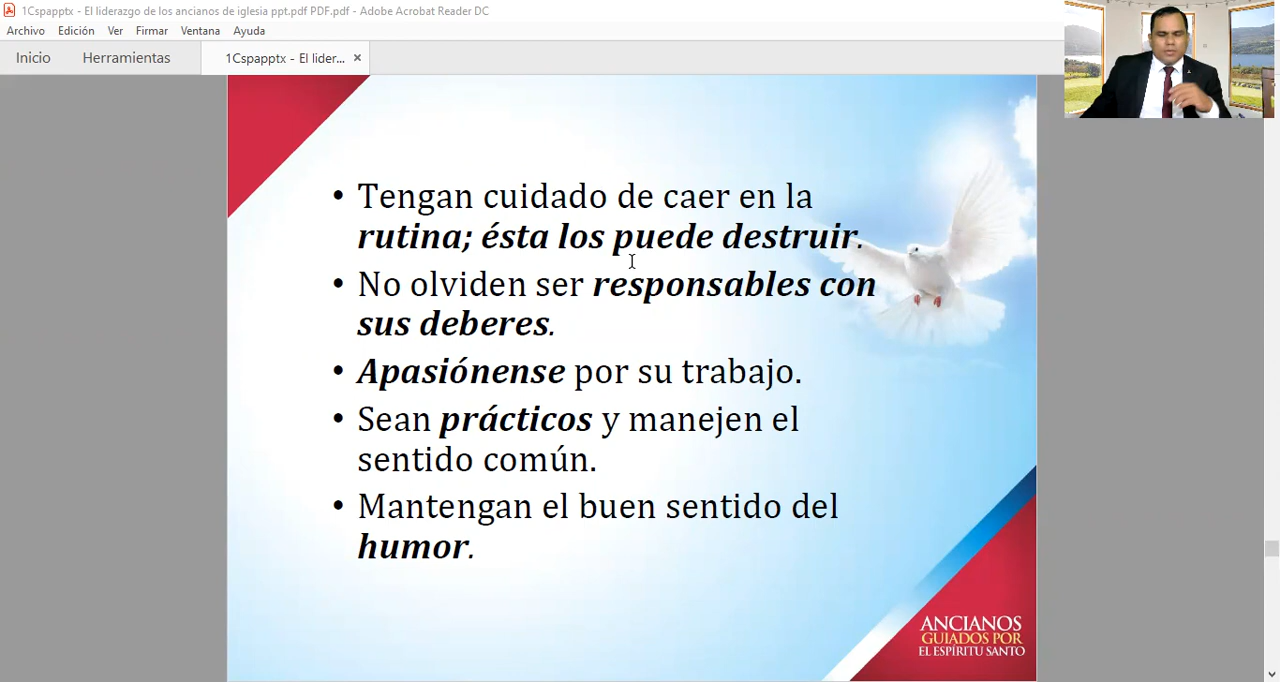 1Cspapptx - El liderazgo de los ancianos de iglesia ppt.pdf PDF.pdf - Adobe Acrobat Reader DC
Archivo Edición Ver Firmar Ventana Ayuda
Inicio Herramientas 1Cspapptx - El lider... ×
• Tengan cuidado de caer en la
rutina; ésta los puede destruir.
• No olviden ser responsables con
sus deberes.
• Apasiónense por su trabajo.
• Sean prácticos y manejen el
sentido común.
• Mantengan el buen sentido del
humor.
ANCIANOS
GUIADOS POR
EL ESPÍRITU SANTO